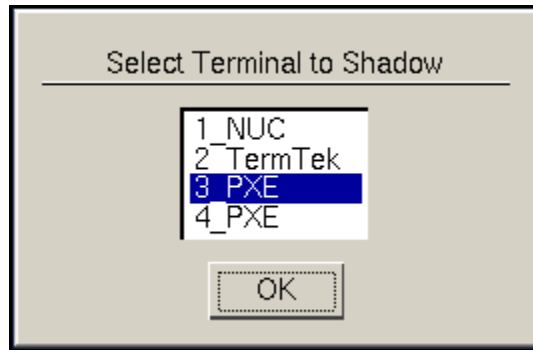 Select Terminal to Shadow
1_NUC
2_TermTek
3_PXE
4_PXE
OK